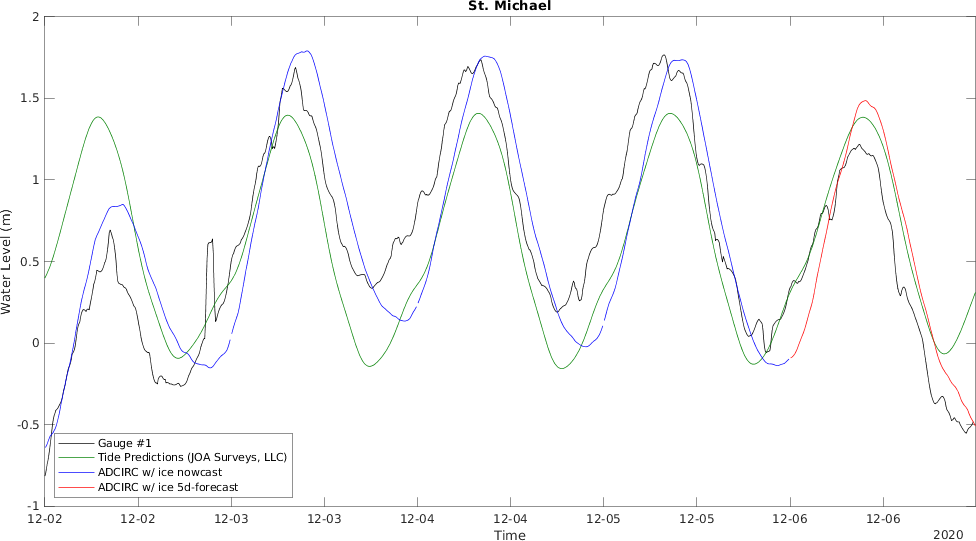 St. Michael
2
1.5
1
0.5
0
-0.5
-1
Water Level (m)
Gauge #1
Tide Predictions (JOA Surveys, LLC)
ADCIRC w/ ice nowcast
ADCIRC w/ ice 5d-forecast
12-02 12-02 12-03 12-03 12-04 12-04 12-05 12-05 12-06 12-06
Time
2020